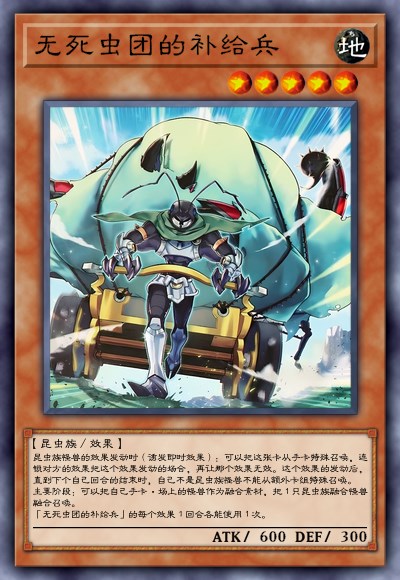 无死虫团的补给兵
地
【昆虫族／效果】
昆虫族怪兽的效果发动时（诱发即时效果）：可以把这张卡从手卡特殊召唤，连
锁对方的效果把这个效果发动的场合，再让那个效果无效。这个效果的发动后，
直到下个自己回合的结束时，自己不是昆虫族怪兽不能从额外卡组特殊召唤。
主要阶段：可以把自己手卡・场上的怪兽作为融合素材，把１只昆虫族融合怪兽
融合召唤。
「无死虫团的补给兵」的每个效果１回合各能使用１次。
ATK/ 600 DEF/ 300